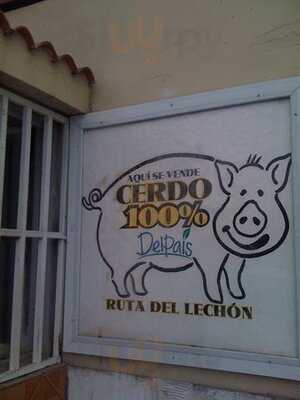 AQUÍ SE VENDE
CERDO
100%
DelPaís
RUTA DEL LECHÓN